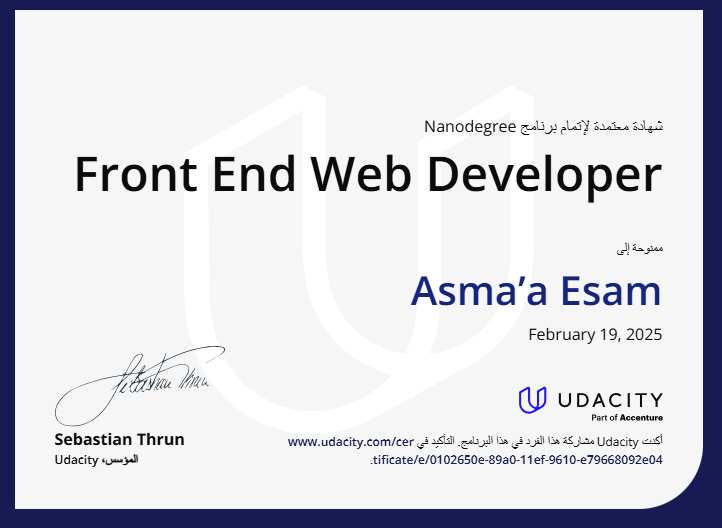 شهادة معتمدة لإتمام برنامج Nanodegree
Front End Web Developer
ممنوحة إلى
Asma’a Esam
February 19, 2025
Sebastian Thrun
Sebastian Thrun
المؤسس، Udacity
UDACITY
Part of Accenture
أكدت Udacity مشاركة هذا الفرد في هذا البرنامج. التأكيد في www.udacity.com/cer
tificate/e/0102650e-89a0-11ef-9610-e79668092e04.